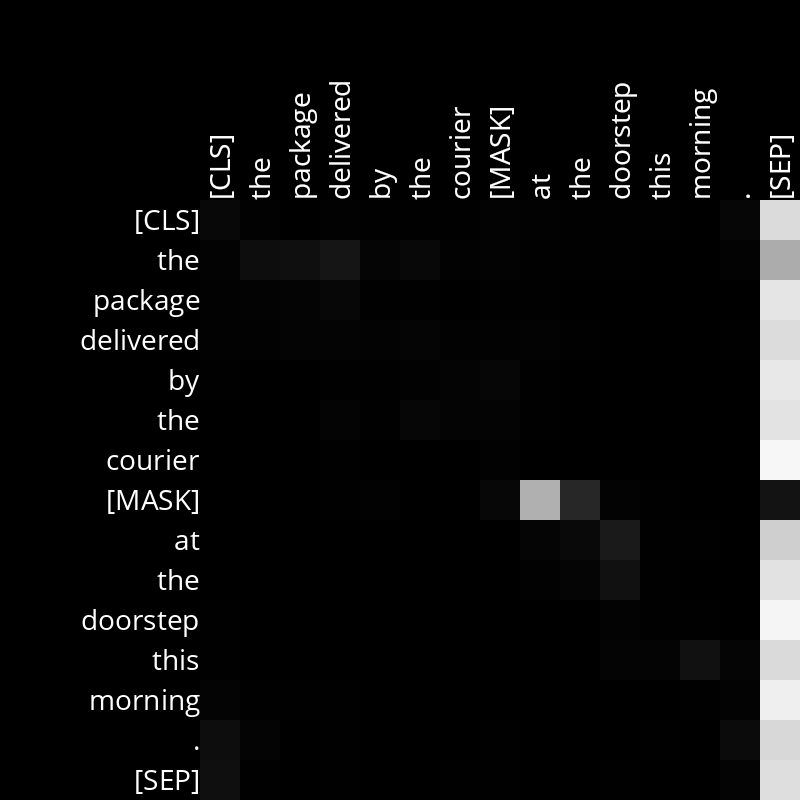 [CLS] the package delivered by the courier [MASK] at the doorstep this morning . [SEP]
[CLS]
the
package
delivered
by
the
courier
[MASK]
at
the
doorstep
this
morning
.
[SEP]